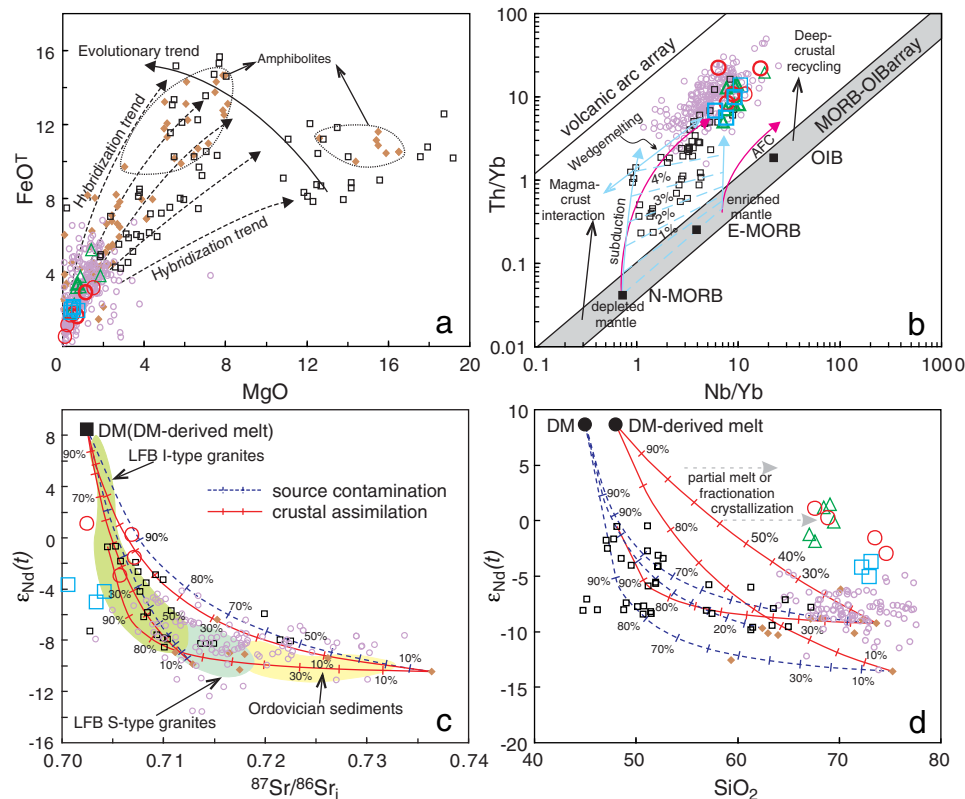 16
12
8
4
0
FeOᵀ
Evolutionary trend
Amphibolites
Hybridization trend
Hybridization trend
a
0
4
8
12
16
20
MgO
100
10
1
0.1
0.01
Th/Yb
volcanic arc array
Deep-
crustal
recycling
MORB-OIBarray
Wedgemelting
AFC
OIB
Magma-
crust
interaction
4%
3%
2%
1%
enriched
mantle
E-MORB
subduction
N-MORB
depleted
mantle
b
0.1
1
10
100
1000
Nb/Yb
8
4
0
-4
-8
-12
-16
εNd(t)
DM(DM-derived melt)
90%
LFB I-type granites
70%
source contamination
crustal assimilation
90%
80%
30%
70%
90%
50%
30%
50%
80%
10%
30%
10%
10%
LFB S-type granites
Ordovician sediments
c
0.70
0.71
0.72
0.73
0.74
⁸⁷Sr/⁸⁶Srᵢ
10
5
0
-5
-10
-15
-20
εNd(t)
DM
DM-derived melt
90%
90%
partial melt or
fractionation
crystallization
90%
80%
50%
40%
70%
30%
90%
90%
80%
20%
30%
10%
80%
70%
30%
10%
d
40
50
60
70
80
SiO₂